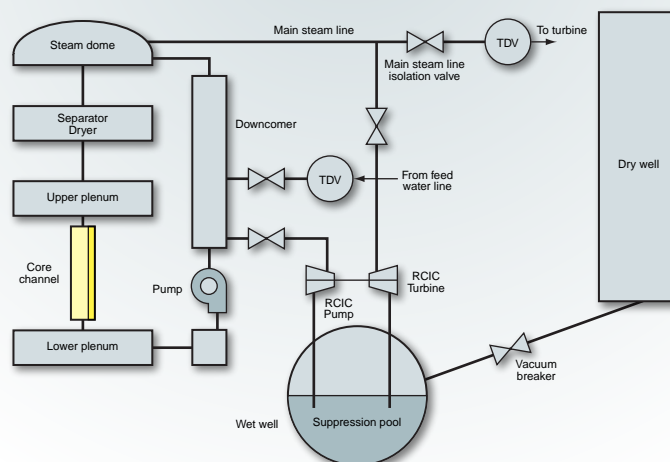 Main steam line
To turbine
Steam dome
TDV
Main steam line
isolation valve
Separator
Dryer
Downcomer
Dry well
TDV
From feed
water line
Upper plenum
Core
channel
Pump
RCIC
Pump
RCIC
Turbine
Lower plenum
Vacuum
breaker
Wet well
Suppression pool